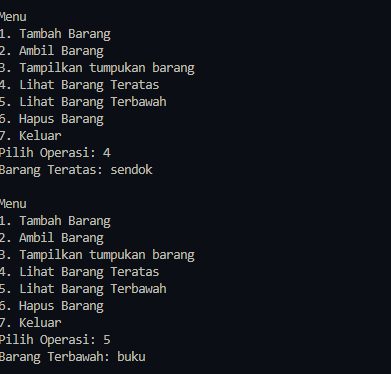 Menu
1. Tambah Barang
2. Ambil Barang
3. Tampilkan tumpukan barang
4. Lihat Barang Teratas
5. Lihat Barang Terbawah
6. Hapus Barang
7. Keluar
Pilih Operasi: 4
Barang Teratas: sendok

Menu
1. Tambah Barang
2. Ambil Barang
3. Tampilkan tumpukan barang
4. Lihat Barang Teratas
5. Lihat Barang Terbawah
6. Hapus Barang
7. Keluar
Pilih Operasi: 5
Barang Terbawah: buku